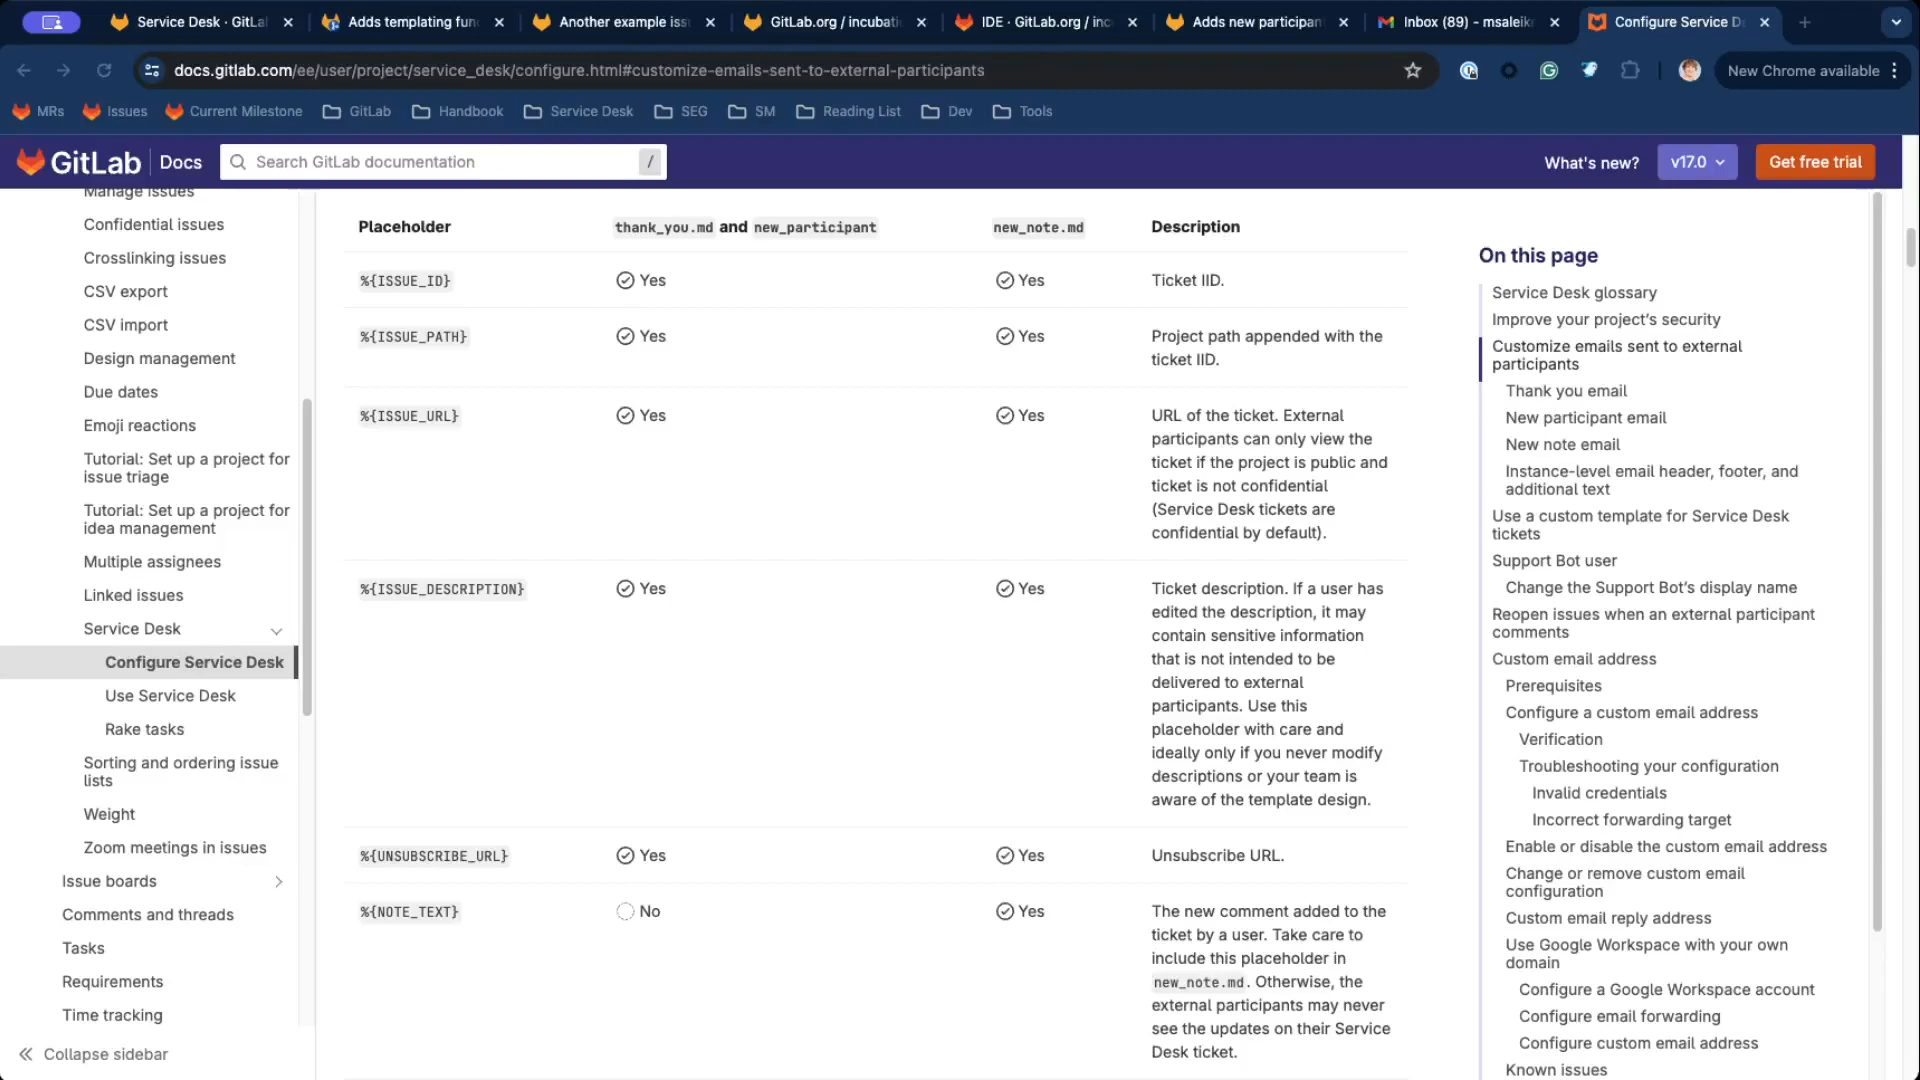 Service Desk · GitLa
Adds templating fun
Another example iss
GitLab.org / incubati
IDE · GitLab.org / inc
Adds new participan
Inbox (89) - msaleik
Configure Service D
docs.gitlab.com/ee/user/project/service_desk/configure.html#customize-emails-sent-to-external-participants
New Chrome available
MRs
Issues
Current Milestone
GitLab
Handbook
Service Desk
SEG
SM
Reading List
Dev
Tools
GitLab Docs
Search GitLab documentation
/
What's new?
v17.0
Get free trial
Manage issues
Confidential issues
Crosslinking issues
CSV export
CSV import
Design management
Due dates
Emoji reactions
Tutorial: Set up a project for
issue triage
Tutorial: Set up a project for
idea management
Multiple assignees
Linked issues
Service Desk
Configure Service Desk
Use Service Desk
Rake tasks
Sorting and ordering issue
lists
Weight
Zoom meetings in issues
Issue boards
Comments and threads
Tasks
Requirements
Time tracking
Collapse sidebar
Placeholder
thank_you.md and new_participant
new_note.md
Description
%{ISSUE_ID}
Yes
Yes
Ticket IID.
%{ISSUE_PATH}
Yes
Yes
Project path appended with the
ticket IID.
%{ISSUE_URL}
Yes
Yes
URL of the ticket. External
participants can only view the
ticket if the project is public and
ticket is not confidential
(Service Desk tickets are
confidential by default).
%{ISSUE_DESCRIPTION}
Yes
Yes
Ticket description. If a user has
edited the description, it may
contain sensitive information
that is not intended to be
delivered to external
participants. Use this
placeholder with care and
ideally only if you never modify
descriptions or your team is
aware of the template design.
%{UNSUBSCRIBE_URL}
Yes
Yes
Unsubscribe URL.
%{NOTE_TEXT}
No
Yes
The new comment added to the
ticket by a user. Take care to
include this placeholder in
new_note.md. Otherwise, the
external participants may never
see the updates on their Service
Desk ticket.
On this page
Service Desk glossary
Improve your project's security
Customize emails sent to external
participants
Thank you email
New participant email
New note email
Instance-level email header, footer, and
additional text
Use a custom template for Service Desk
tickets
Support Bot user
Change the Support Bot's display name
Reopen issues when an external participant
comments
Custom email address
Prerequisites
Configure a custom email address
Verification
Troubleshooting your configuration
Invalid credentials
Incorrect forwarding target
Enable or disable the custom email address
Change or remove custom email
configuration
Custom email reply address
Use Google Workspace with your own
domain
Configure a Google Workspace account
Configure email forwarding
Configure custom email address
Known issues